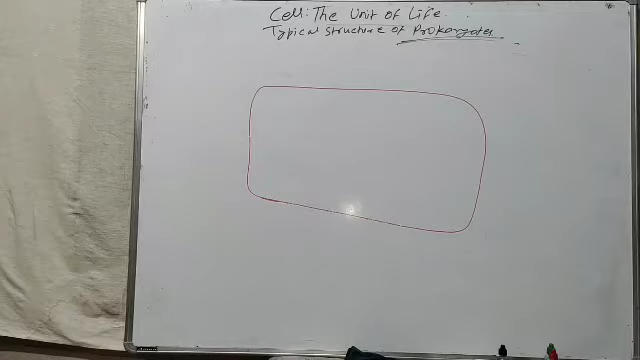 Cell: The Unit of Life.
Typical structure of Prokaryotes